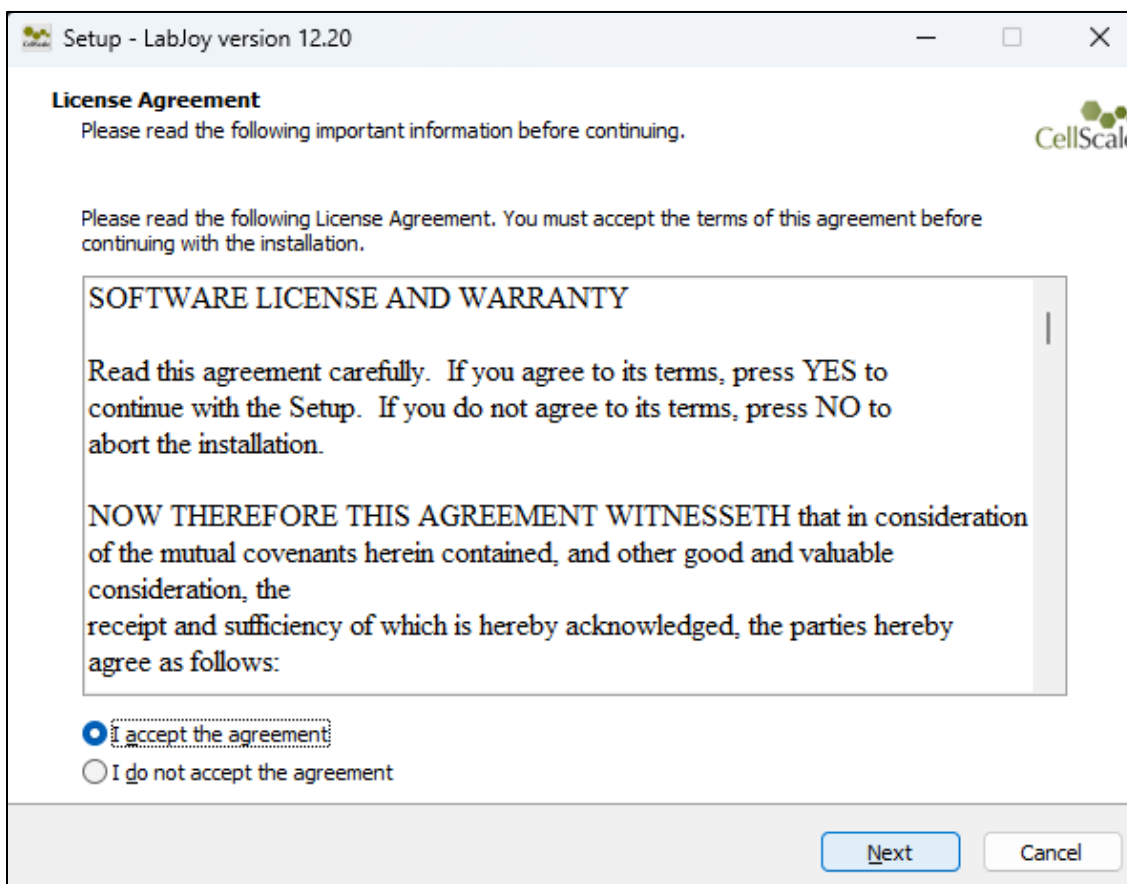 Setup - LabJoy version 12.20
License Agreement
Please read the following important information before continuing.
CellScale
Please read the following License Agreement. You must accept the terms of this agreement before
continuing with the installation.
SOFTWARE LICENSE AND WARRANTY
Read this agreement carefully.  If you agree to its terms, press YES to
continue with the Setup.  If you do not agree to its terms, press NO to
abort the installation.
NOW THEREFORE THIS AGREEMENT WITNESSETH that in consideration
of the mutual covenants herein contained, and other good and valuable
consideration, the
receipt and sufficiency of which is hereby acknowledged, the parties hereby
agree as follows:
I accept the agreement
I do not accept the agreement
Next
Cancel